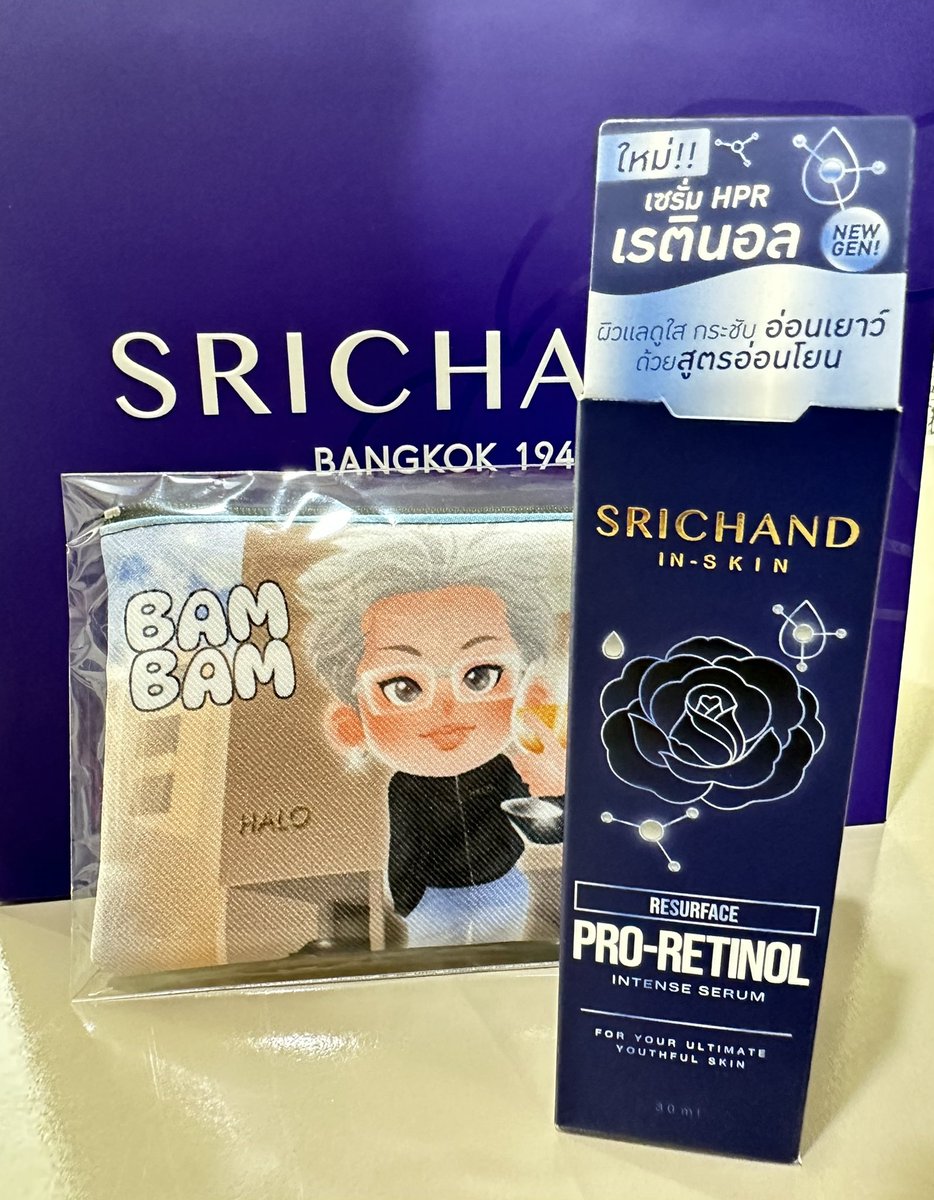 SRICHA
BANGKOK 194
BAM
BAM
HALO
ใหม่!!
เซรั่ม HPR
เรตินอล
NEW
GEN!
ผิวแลดูใส กระชับ อ่อนเยาว์
ด้วยสูตรอ่อนโยน
SRICHAND
IN-SKIN
RESURFACE
PRO-RETINOL
INTENSE SERUM
FOR YOUR ULTIMATE
YOUTHFUL SKIN
30 ml